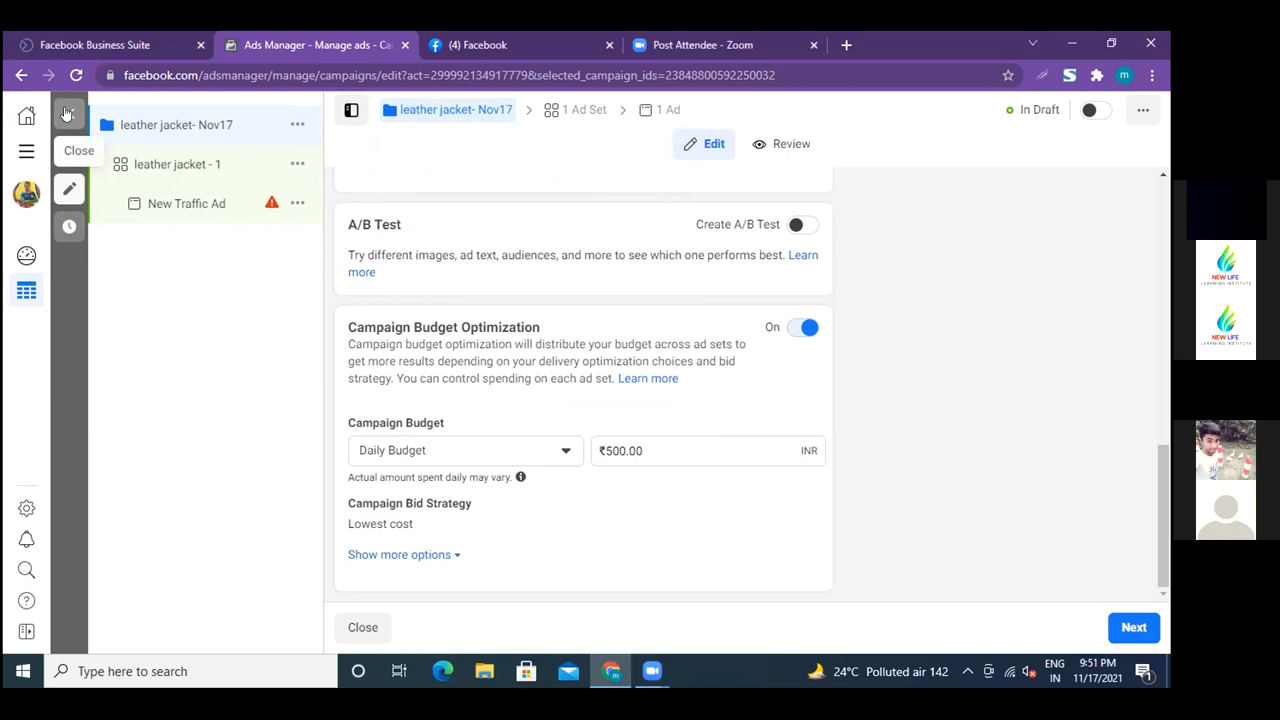 Facebook Business Suite
Ads Manager - Manage ads - Ca
(4) Facebook
Post Attendee - Zoom
facebook.com/adsmanager/manage/campaigns/edit?act=299992134917779&selected_campaign_ids=23848800592250032
m
leather jacket- Nov17
Close
leather jacket - 1
New Traffic Ad
leather jacket- Nov17
1 Ad Set
1 Ad
In Draft
Edit
Review
A/B Test
Create A/B Test
Try different images, ad text, audiences, and more to see which one performs best. Learn
more
Campaign Budget Optimization
On
Campaign budget optimization will distribute your budget across ad sets to
get more results depending on your delivery optimization choices and bid
strategy. You can control spending on each ad set. Learn more
Campaign Budget
Daily Budget
₹500.00
INR
Actual amount spent daily may vary.
Campaign Bid Strategy
Lowest cost
Show more options
Close
Next
NEW LIFE
LEARNING INSTITUTE
NEW LIFE
LEARNING INSTITUTE
Type here to search
24°C Polluted air 142
ENG
IN
9:51 PM
11/17/2021
1